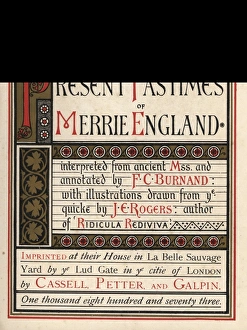 PRESENT PASTIMES
OF
MERRIE ENGLAND·
interpreted from ancient Mss. and
annotated by F·C·BURNAND:
with illustrations drawn from yᵉ
quicke by J·E·ROGERS: author
of 'RIDICULA REDIVIVA'.
IMPRINTED at their House in La Belle Sauvage
Yard by yᵉ Lud Gate in yᵉ citie of LONDON
by CASSELL, PETTER, AND GALPIN.
One thousand eight hundred and seventy three.